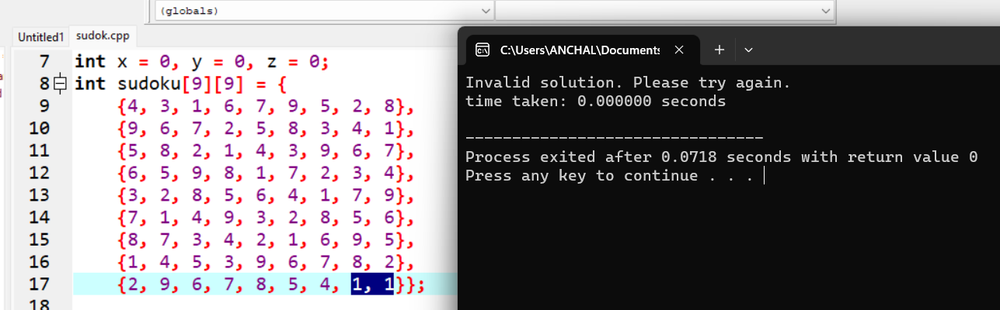 (globals)
Untitled1 sudok.cpp
7 int x = 0, y = 0, z = 0;
8 int sudoku[9][9] = {
9 {4, 3, 1, 6, 7, 9, 5, 2, 8},
10 {9, 6, 7, 2, 5, 8, 3, 4, 1},
11 {5, 8, 2, 1, 4, 3, 9, 6, 7},
12 {6, 5, 9, 8, 1, 7, 2, 3, 4},
13 {3, 2, 8, 5, 6, 4, 1, 7, 9},
14 {7, 1, 4, 9, 3, 2, 8, 5, 6},
15 {8, 7, 3, 4, 2, 1, 6, 9, 5},
16 {1, 4, 5, 3, 9, 6, 7, 8, 2},
17 {2, 9, 6, 7, 8, 5, 4, 1, 1}};
18
C:\Users\ANCHAL\Documents
Invalid solution. Please try again.
time taken: 0.000000 seconds
--------------------------------
Process exited after 0.0718 seconds with return value 0
Press any key to continue . . .